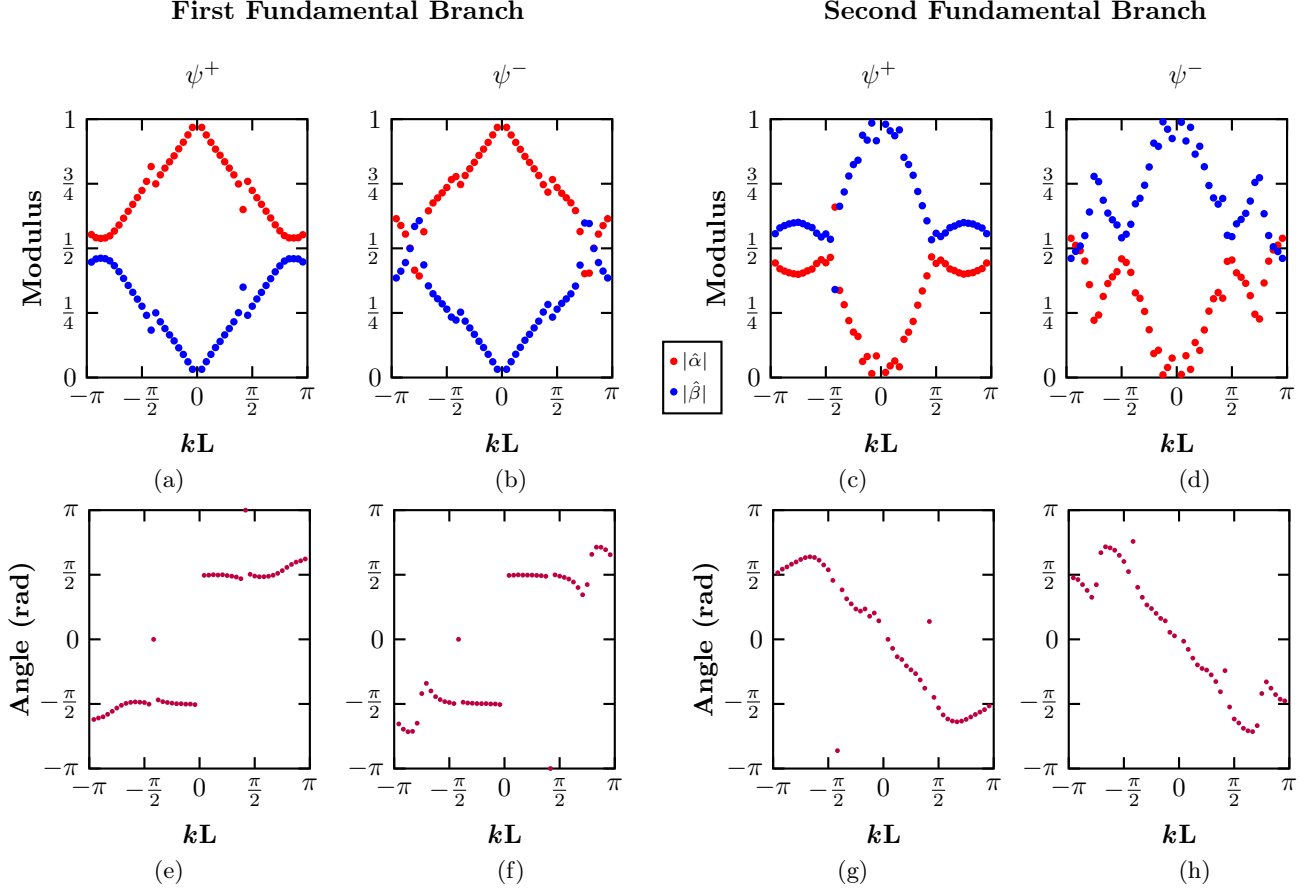 First Fundamental Branch
Second Fundamental Branch
ψ⁺
ψ⁻
ψ⁺
ψ⁻
Modulus
1
3/4
1/2
1/4
0
−π
−π/2
0
π/2
π
kL
(a)
1
3/4
1/2
1/4
0
−π
−π/2
0
π/2
π
kL
(b)
|α̂|
|β̂|
Modulus
1
3/4
1/2
1/4
0
−π
−π/2
0
π/2
π
kL
(c)
1
3/4
1/2
1/4
0
−π
−π/2
0
π/2
π
kL
(d)
Angle (rad)
π
π/2
0
−π/2
−π
−π
−π/2
0
π/2
π
kL
(e)
π
π/2
0
−π/2
−π
−π
−π/2
0
π/2
π
kL
(f)
Angle (rad)
π
π/2
0
−π/2
−π
−π
−π/2
0
π/2
π
kL
(g)
π
π/2
0
−π/2
−π
−π
−π/2
0
π/2
π
kL
(h)